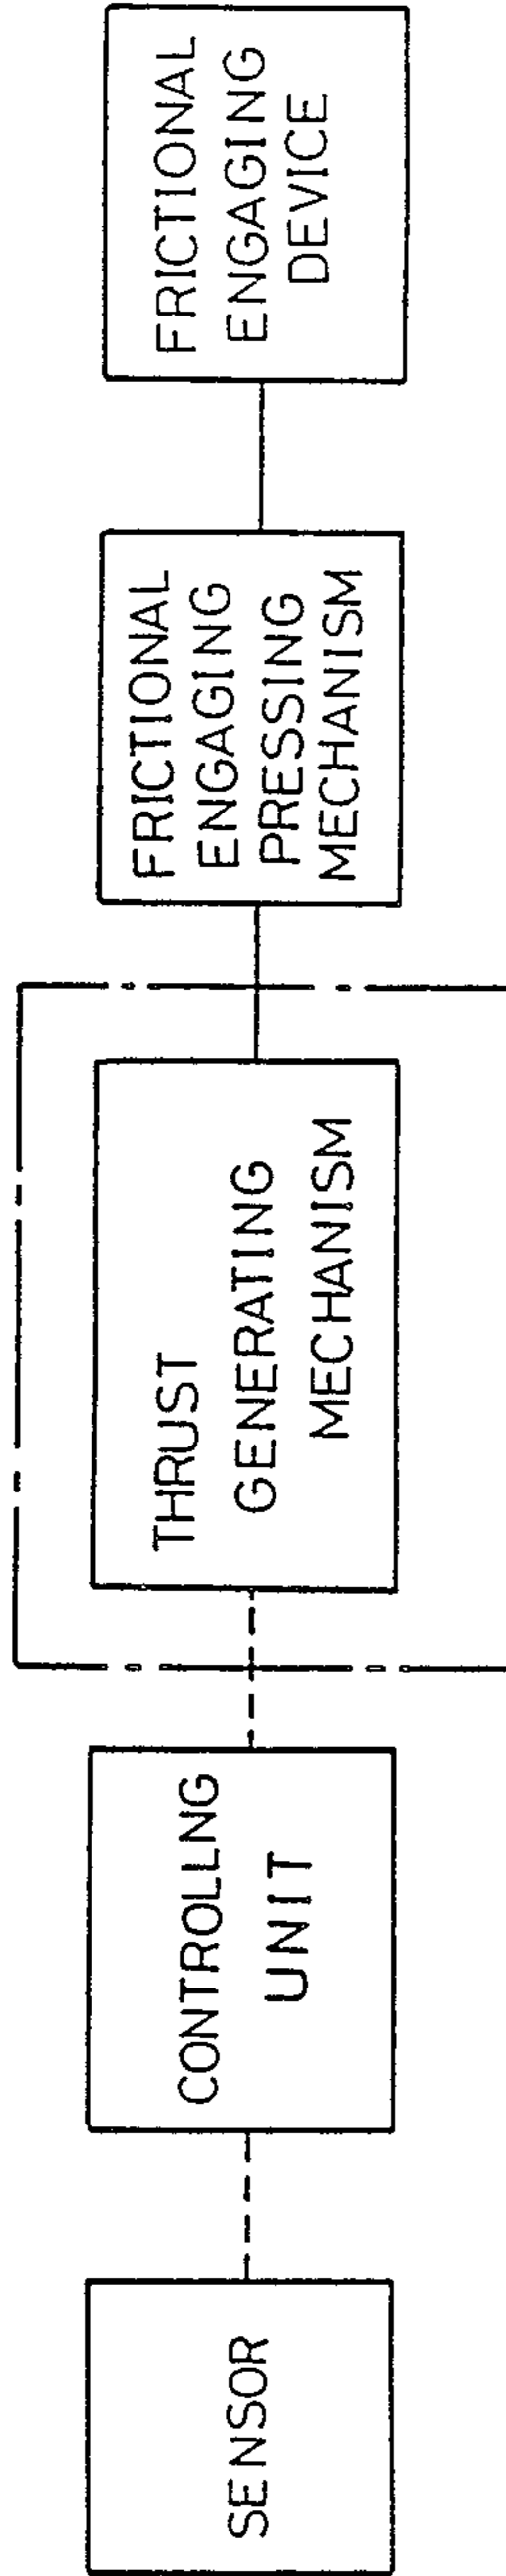 SENSOR
CONTROLLNG
UNIT
THRUST
GENERATING
MECHANISM
FRICTIONAL
ENGAGING
PRESSING
MECHANISM
FRICTIONAL
ENGAGING
DEVICE